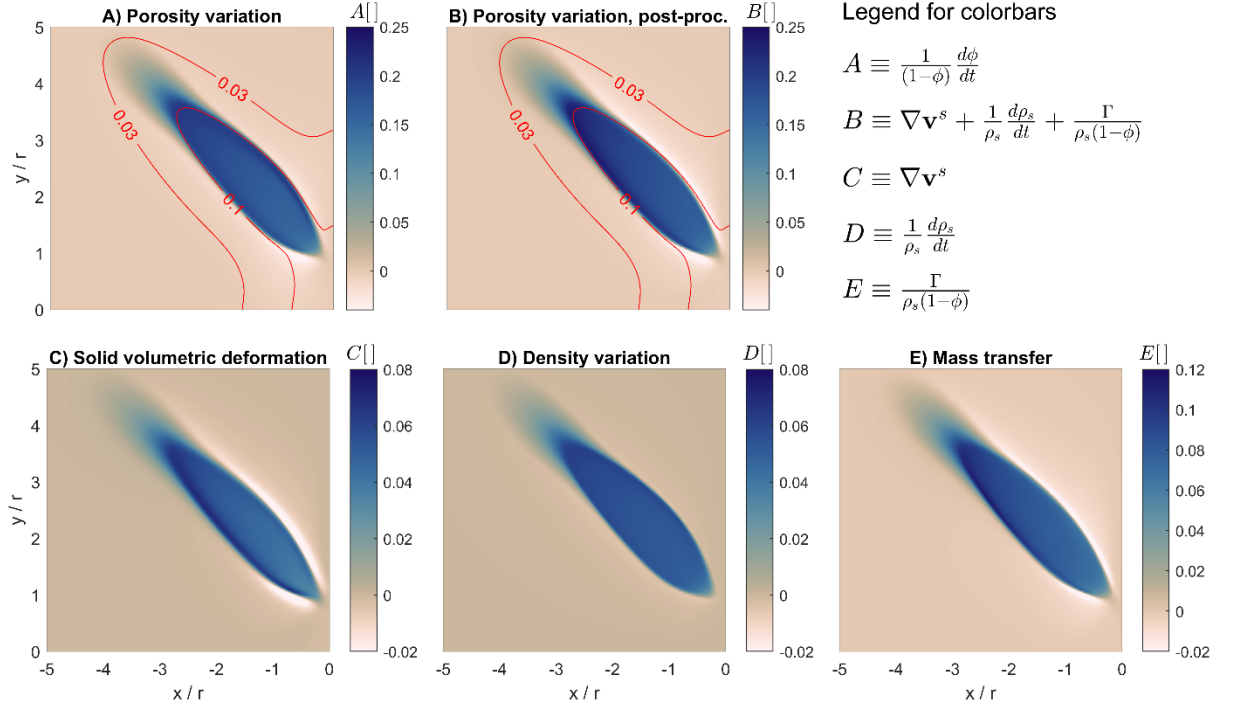 A) Porosity variation
A[ ]
B) Porosity variation, post-proc.
B[ ]
Legend for colorbars
5
4
3
2
1
0
y / r
0.03
0.03
0.1
0.25
0.2
0.15
0.1
0.05
0
0.03
0.03
0.1
0.25
0.2
0.15
0.1
0.05
0
A ≡ 1/(1−ϕ) dϕ/dt
B ≡ ∇v^s + 1/ρ_s dρ_s/dt + Γ/ρ_s(1−ϕ)
C ≡ ∇v^s
D ≡ 1/ρ_s dρ_s/dt
E ≡ Γ/ρ_s(1−ϕ)
C) Solid volumetric deformation
C[ ]
D) Density variation
D[ ]
E) Mass transfer
E[ ]
5
4
3
2
1
0
y / r
-5 -4 -3 -2 -1 0
x / r
0.08
0.06
0.04
0.02
0
-0.02
-5 -4 -3 -2 -1 0
x / r
0.08
0.06
0.04
0.02
0
-0.02
-5 -4 -3 -2 -1 0
x / r
0.12
0.1
0.08
0.06
0.04
0.02
0
-0.02